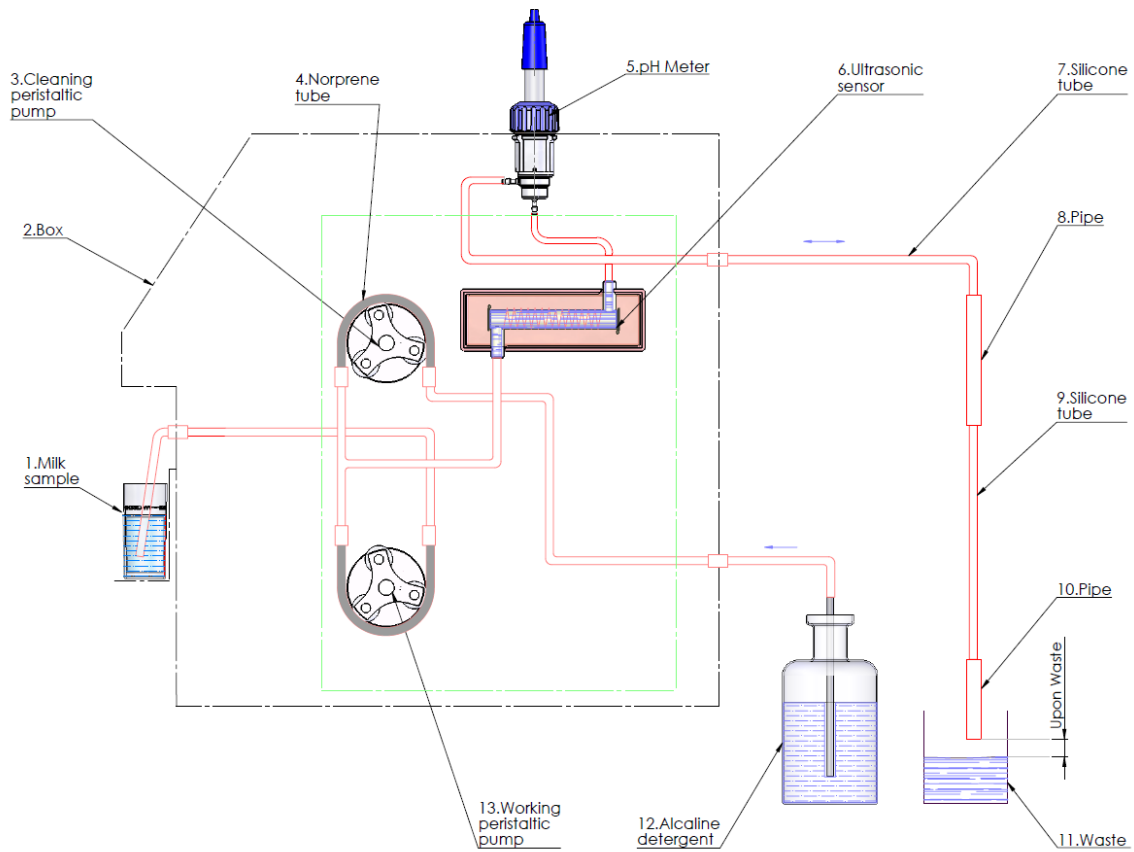 3.Cleaning
peristaltic
pump
4.Norprene
tube
5.pH Meter
6.Ultrasonic
sensor
7.Silicone
tube
2.Box
8.Pipe
9.Silicone
tube
1.Milk
sample
10.Pipe
Upon Waste
13.Working
peristaltic
pump
12.Alcaline
detergent
11.Waste